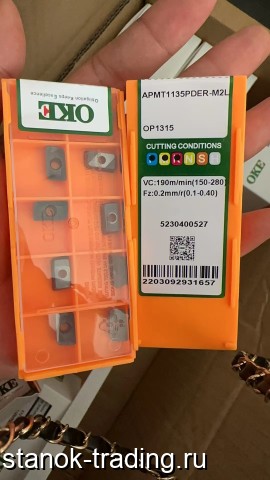 OKE
APMT1135PDER-M2L
OP1315
CUTTING CONDITIONS
N S
VC:190m/min(150-280)
Fz:0.2mm/r(0.1-0.40)
5230400527
2203092931657
OKE
OKE
stanok-trading.ru